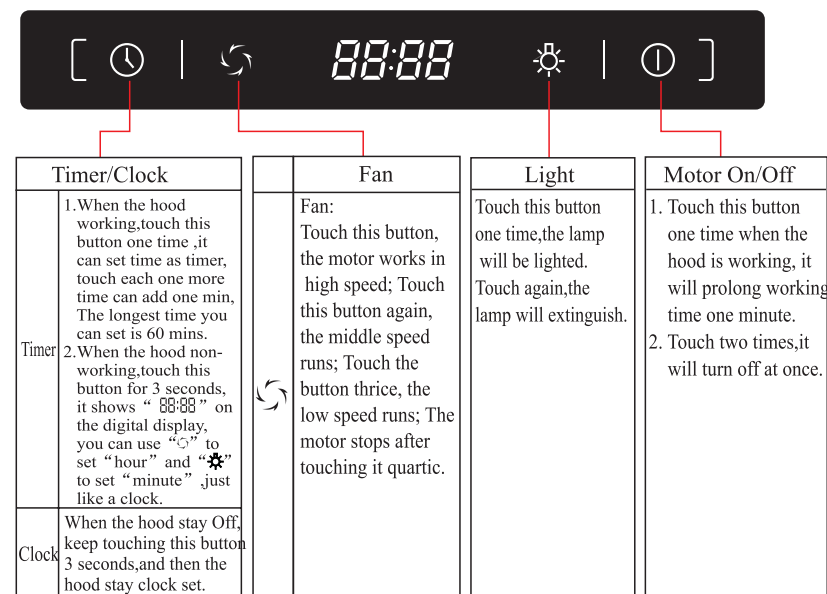 88:88
Timer/Clock
Timer
1.When the hood
working,touch this
button one time ,it
can set time as timer,
touch each one more
time can add one min,
The longest time you
can set is 60 mins.
2.When the hood non-
working,touch this
button for 3 seconds,
it shows “ 88:88 ” on
the digital display,
you can use “ ” to
set “hour” and “ ”
to set “minute” ,just
like a clock.
Clock
When the hood stay Off,
keep touching this button
3 seconds,and then the
hood stay clock set.
Fan
Fan:
Touch this button,
the motor works in
high speed; Touch
this button again,
the middle speed
runs; Touch the
button thrice, the
low speed runs; The
motor stops after
touching it quartic.
Light
Touch this button
one time,the lamp
will be lighted.
Touch again,the
lamp will extinguish.
Motor On/Off
1. Touch this button
one time when the
hood is working, it
will prolong working
time one minute.
2. Touch two times,it
will turn off at once.